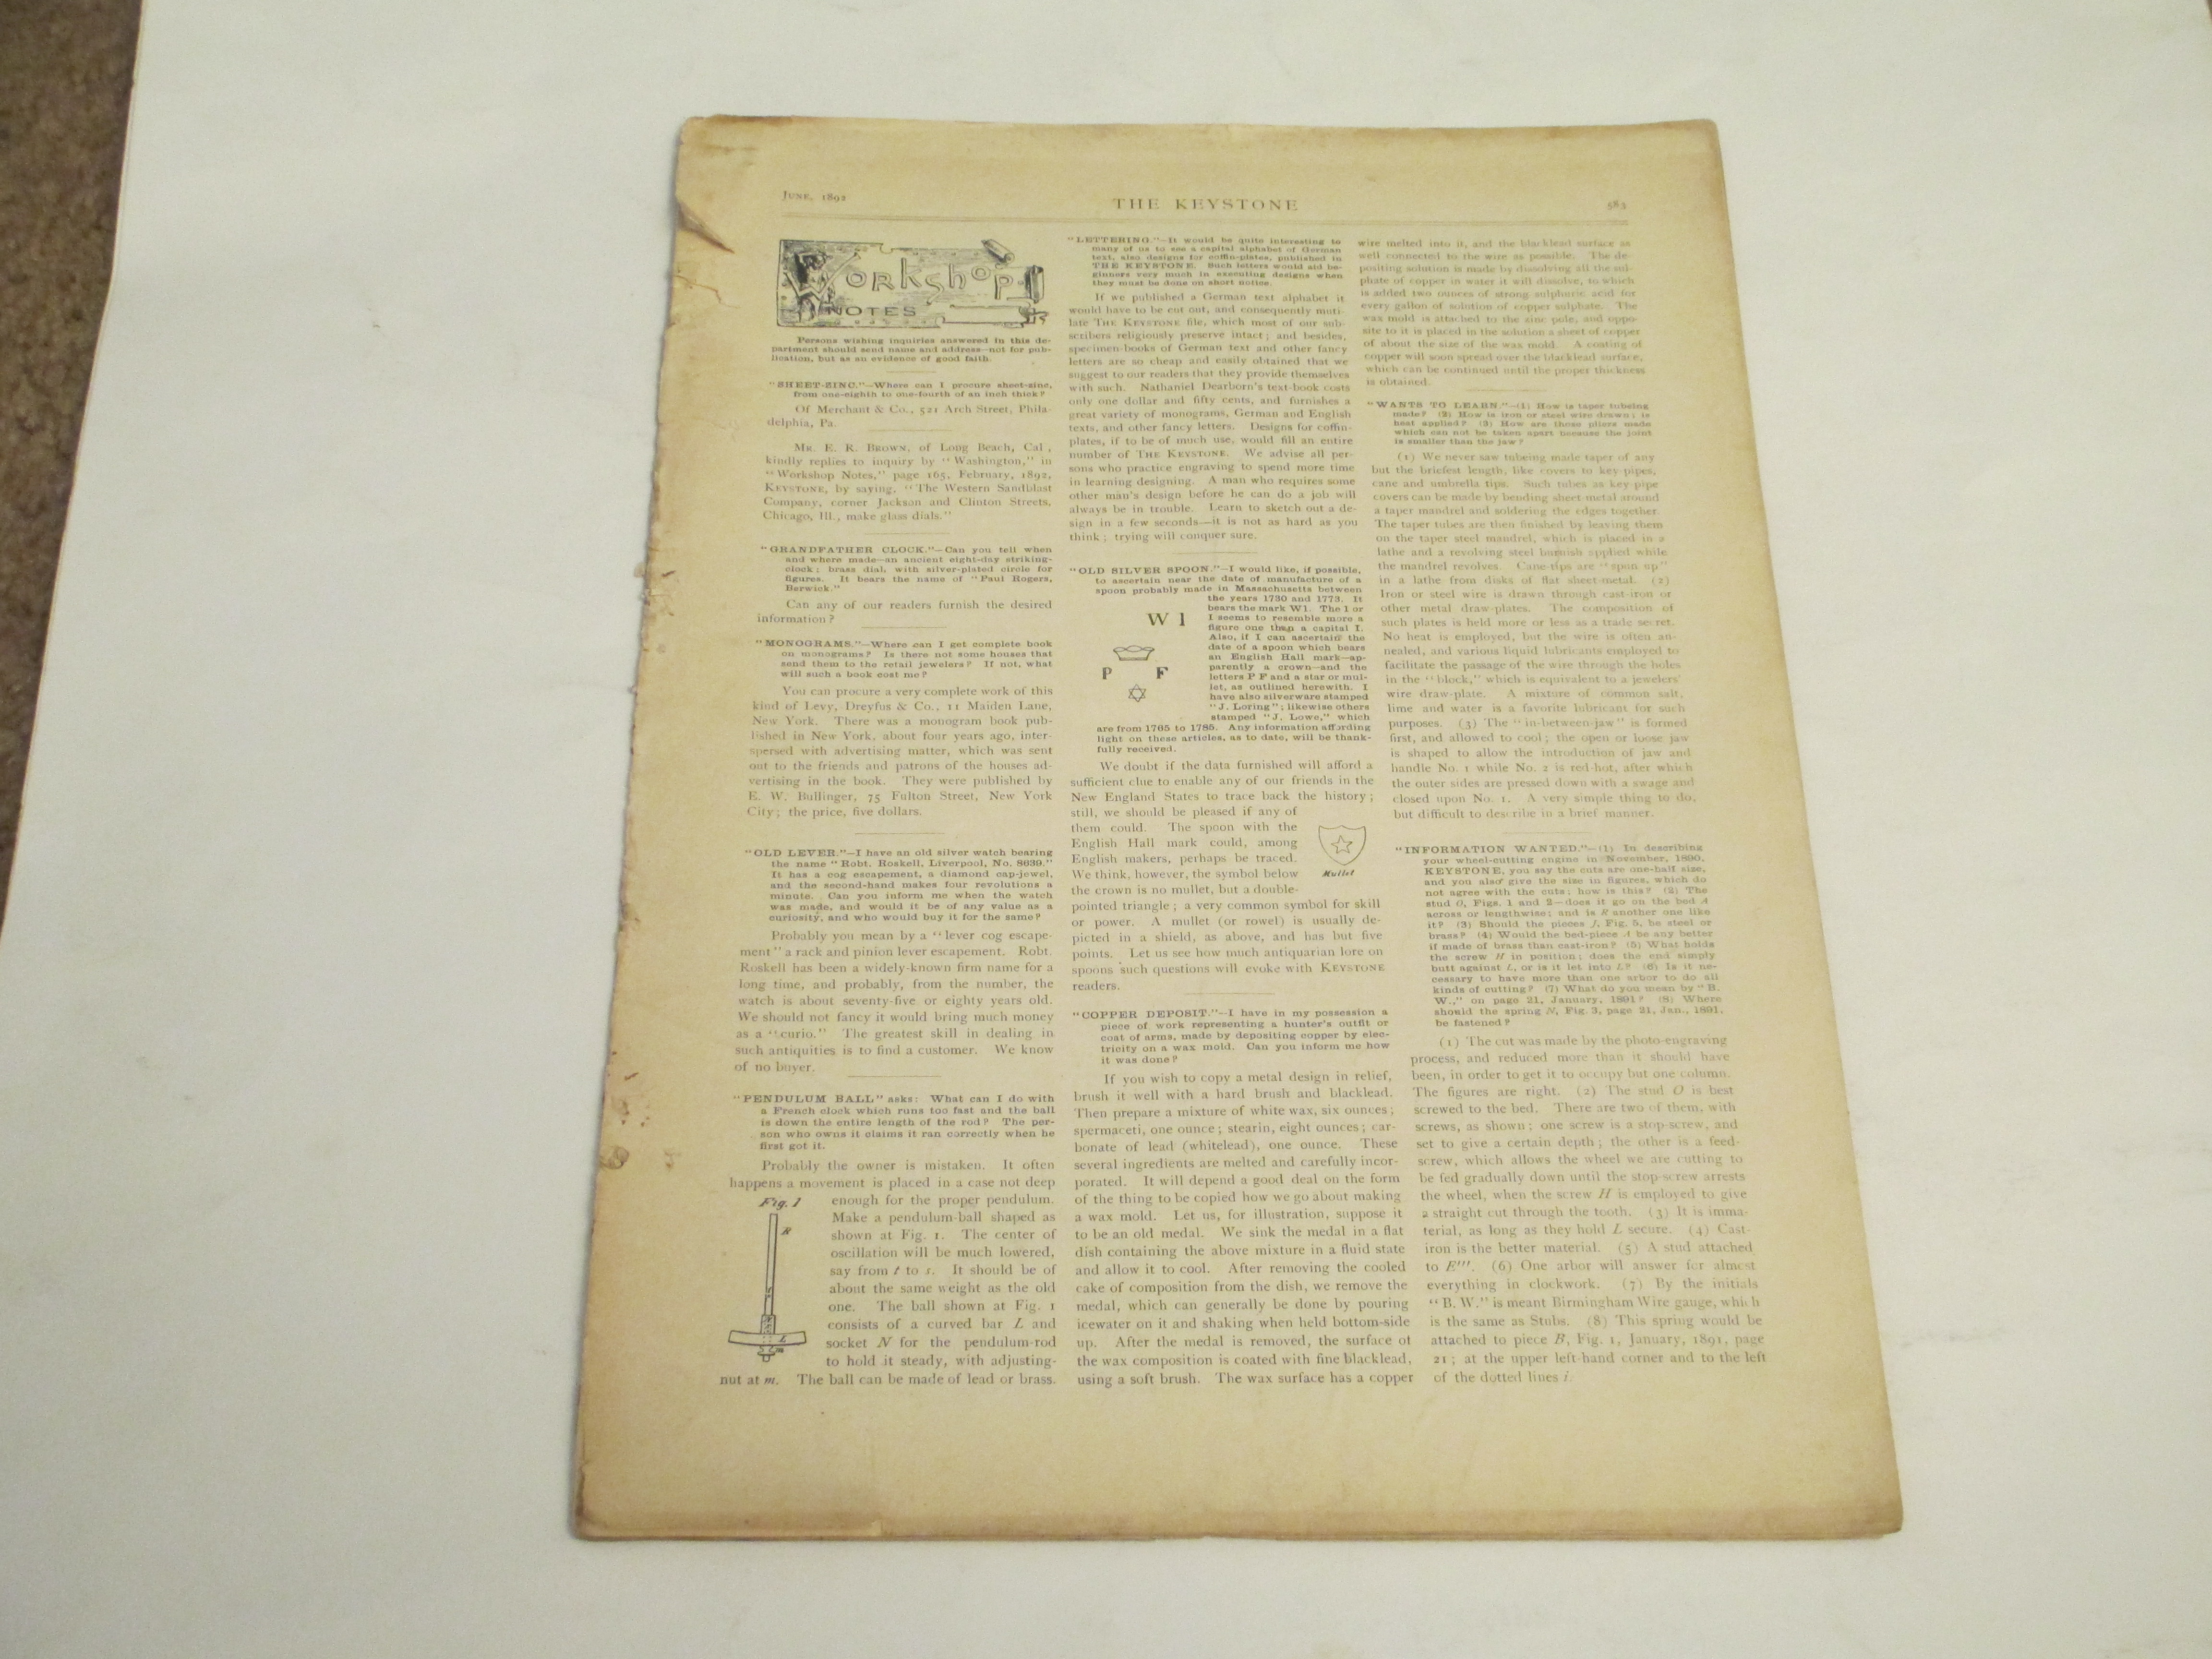 JUNE, 1892
THE KEYSTONE
583
Workshop
NOTES
Persons wishing inquiries answered in this de-
partment should send name and address—not for pub-
lication, but as an evidence of good faith.
"SHEET-ZINC."—Where can I procure sheet-zinc,
from one-eighth to one-fourth of an inch thick?
Of Merchant & Co., 521 Arch Street, Phila-
delphia, Pa.
MR. E. R. BROWN, of Long Beach, Cal,
kindly replies to inquiry by "Washington," in
"Workshop Notes," page 165, February, 1892,
KEYSTONE, by saying, "The Western Sandblast
Company, corner Jackson and Clinton Streets,
Chicago, Ill., make glass dials."
"GRANDFATHER CLOCK."—Can you tell when
and where made—an ancient eight-day striking-
clock; brass dial, with silver-plated circle for
figures. It bears the name of "Paul Rogers,
Berwick."
Can any of our readers furnish the desired
information?
"MONOGRAMS."—Where can I get complete book
on monograms? Is there not some houses that
send them to the retail jewelers? If not, what
will such a book cost me?
You can procure a very complete work of this
kind of Levy, Dreyfus & Co., 11 Maiden Lane,
New York. There was a monogram book pub-
lished in New York, about four years ago, inter-
spersed with advertising matter, which was sent
out to the friends and patrons of the houses ad-
vertising in the book. They were published by
E. W. Bullinger, 75 Fulton Street, New York
City; the price, five dollars.
"OLD LEVER."—I have an old silver watch bearing
the name "Robt. Roskell, Liverpool, No. 8639."
It has a cog escapement, a diamond cap-jewel,
and the second-hand makes four revolutions a
minute. Can you inform me when the watch
was made, and would it be of any value as a
curiosity, and who would buy it for the same?
Probably you mean by a "lever cog escape-
ment" a rack and pinion lever escapement. Robt.
Roskell has been a widely-known firm name for a
long time, and probably, from the number, the
watch is about seventy-five or eighty years old.
We should not fancy it would bring much money
as a "curio." The greatest skill in dealing in
such antiquities is to find a customer. We know
of no buyer.
"PENDULUM BALL" asks: What can I do with
a French clock which runs too fast and the ball
is down the entire length of the rod? The per-
son who owns it claims it ran correctly when he
first got it.
Probably the owner is mistaken. It often
happens a movement is placed in a case not deep
Fig. 1
R
L
enough for the proper pendulum.
Make a pendulum-ball shaped as
shown at Fig. 1. The center of
oscillation will be much lowered,
say from t to s. It should be of
about the same weight as the old
one. The ball shown at Fig. 1
consists of a curved bar L and
socket N for the pendulum-rod
to hold it steady, with adjusting-
nut at m. The ball can be made of lead or brass.
"LETTERING."—It would be quite interesting to
many of us to see a capital alphabet of German
text, also designs for coffin-plates, published in
THE KEYSTONE. Such letters would aid be-
ginners very much in executing designs when
they must be done on short notice.
If we published a German text alphabet it
would have to be cut out, and consequently muti-
late THE KEYSTONE file, which most of our sub-
scribers religiously preserve intact; and besides,
specimen-books of German text and other fancy
letters are so cheap and easily obtained that we
suggest to our readers that they provide themselves
with such. Nathaniel Dearborn's text-book costs
only one dollar and fifty cents, and furnishes a
great variety of monograms, German and English
texts, and other fancy letters. Designs for coffin-
plates, if to be of much use, would fill an entire
number of THE KEYSTONE. We advise all per-
sons who practice engraving to spend more time
in learning designing. A man who requires some
other man's design before he can do a job will
always be in trouble. Learn to sketch out a de-
sign in a few seconds—it is not as hard as you
think; trying will conquer sure.
"OLD SILVER SPOON."—I would like, if possible,
to ascertain near the date of manufacture of a
spoon probably made in Massachusetts between
the years 1730 and 1773. It
bears the mark W1. The 1 or
I seems to resemble more a
figure one than a capital I.
Also, if I can ascertain the
date of a spoon which bears
an English Hall mark—ap-
parently a crown—and the
letters P F and a star or mul-
let, as outlined herewith. I
have also silverware stamped
"J. Loring"; likewise others
stamped "J. Lowe," which
are from 1765 to 1785. Any information affording
light on these articles, as to date, will be thank-
fully received.
W 1
P F
We doubt if the data furnished will afford a
sufficient clue to enable any of our friends in the
New England States to trace back the history;
still, we should be pleased if any of
them could. The spoon with the
English Hall mark could, among
English makers, perhaps be traced.
We think, however, the symbol below
the crown is no mullet, but a double-
pointed triangle; a very common symbol for skill
or power. A mullet (or rowel) is usually de-
picted in a shield, as above, and has but five
points. Let us see how much antiquarian lore on
spoons such questions will evoke with KEYSTONE
readers.
Mullet
"COPPER DEPOSIT."—I have in my possession a
piece of work representing a hunter's outfit or
coat of arms, made by depositing copper by elec-
tricity on a wax mold. Can you inform me how
it was done?
If you wish to copy a metal design in relief,
brush it well with a hard brush and blacklead.
Then prepare a mixture of white wax, six ounces;
spermaceti, one ounce; stearin, eight ounces; car-
bonate of lead (whitelead), one ounce. These
several ingredients are melted and carefully incor-
porated. It will depend a good deal on the form
of the thing to be copied how we go about making
a wax mold. Let us, for illustration, suppose it
to be an old medal. We sink the medal in a flat
dish containing the above mixture in a fluid state
and allow it to cool. After removing the cooled
cake of composition from the dish, we remove the
medal, which can generally be done by pouring
icewater on it and shaking when held bottom-side
up. After the medal is removed, the surface of
the wax composition is coated with fine blacklead,
using a soft brush. The wax surface has a copper
wire melted into it, and the blacklead surface as
well connected to the wire as possible. The de-
positing solution is made by dissolving all the sul-
phate of copper in water it will dissolve, to which
is added two ounces of strong sulphuric acid for
every gallon of solution of copper sulphate. The
wax mold is attached to the zinc pole, and oppo-
site to it is placed in the solution a sheet of copper
of about the size of the wax mold. A coating of
copper will soon spread over the blacklead surface,
which can be continued until the proper thickness
is obtained.
"WANTS TO LEARN."—(1) How is taper tubeing
made? (2) How is iron or steel wire drawn; is
heat applied? (3) How are those pliers made
which can not be taken apart because the joint
is smaller than the jaw?
(1) We never saw tubeing made taper of any
but the briefest length, like covers to key-pipes,
cane and umbrella tips. Such tubes as key pipe
covers can be made by bending sheet metal around
a taper mandrel and soldering the edges together.
The taper tubes are then finished by leaving them
on the taper steel mandrel, which is placed in a
lathe and a revolving steel burnish applied while
the mandrel revolves. Cane-tips are "spun up"
in a lathe from disks of flat sheet-metal. (2)
Iron or steel wire is drawn through cast-iron or
other metal draw-plates. The composition of
such plates is held more or less as a trade secret.
No heat is employed, but the wire is often an-
nealed, and various liquid lubricants employed to
facilitate the passage of the wire through the holes
in the "block," which is equivalent to a jewelers'
wire draw-plate. A mixture of common salt,
lime and water is a favorite lubricant for such
purposes. (3) The "in-between-jaw" is formed
first, and allowed to cool; the open or loose jaw
is shaped to allow the introduction of jaw and
handle No. 1 while No. 2 is red-hot, after which
the outer sides are pressed down with a swage and
closed upon No. 1. A very simple thing to do,
but difficult to describe in a brief manner.
"INFORMATION WANTED."—(1) In describing
your wheel-cutting engine in November, 1890,
KEYSTONE, you say the cuts are one-half size,
and you also give the size in figures, which do
not agree with the cuts; how is this? (2) The
stud O, Figs. 1 and 2—does it go on the bed A
across or lengthwise; and is R another one like
it? (3) Should the pieces J, Fig. 5, be steel or
brass? (4) Would the bed-piece A be any better
if made of brass than cast-iron? (5) What holds
the screw H in position; does the end simply
butt against L, or is it let into L? (6) Is it ne-
cessary to have more than one arbor to do all
kinds of cutting? (7) What do you mean by "B.
W.," on page 21, January, 1891? (8) Where
should the spring N, Fig. 3, page 21, Jan., 1891,
be fastened?
(1) The cut was made by the photo-engraving
process, and reduced more than it should have
been, in order to get it to occupy but one column.
The figures are right. (2) The stud O is best
screwed to the bed. There are two of them, with
screws, as shown; one screw is a stop-screw, and
set to give a certain depth; the other is a feed-
screw, which allows the wheel we are cutting to
be fed gradually down until the stop-screw arrests
the wheel, when the screw H is employed to give
a straight cut through the tooth. (3) It is imma-
terial, as long as they hold L secure. (4) Cast-
iron is the better material. (5) A stud attached
to E'''. (6) One arbor will answer for almost
everything in clockwork. (7) By the initials
"B. W." is meant Birmingham Wire gauge, which
is the same as Stubs. (8) This spring would be
attached to piece B, Fig. 1, January, 1891, page
21; at the upper left-hand corner and to the left
of the dotted lines i.